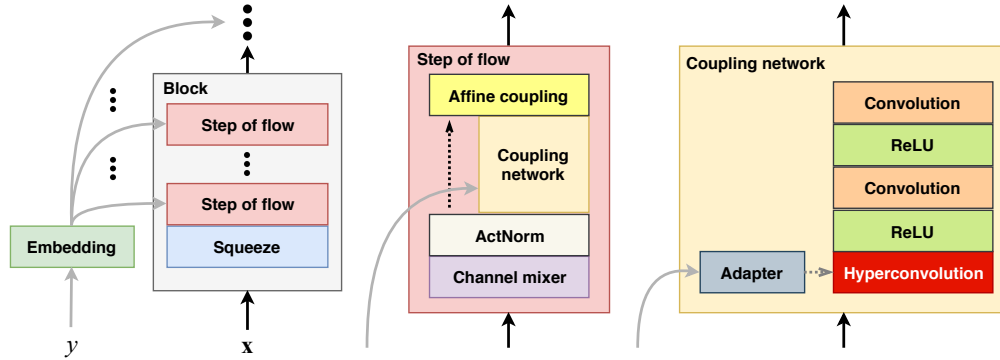 Block
Step of flow
Step of flow
Squeeze
Embedding
y
x
Step of flow
Affine coupling
Coupling
network
ActNorm
Channel mixer
Coupling network
Convolution
ReLU
Convolution
ReLU
Adapter
Hyperconvolution